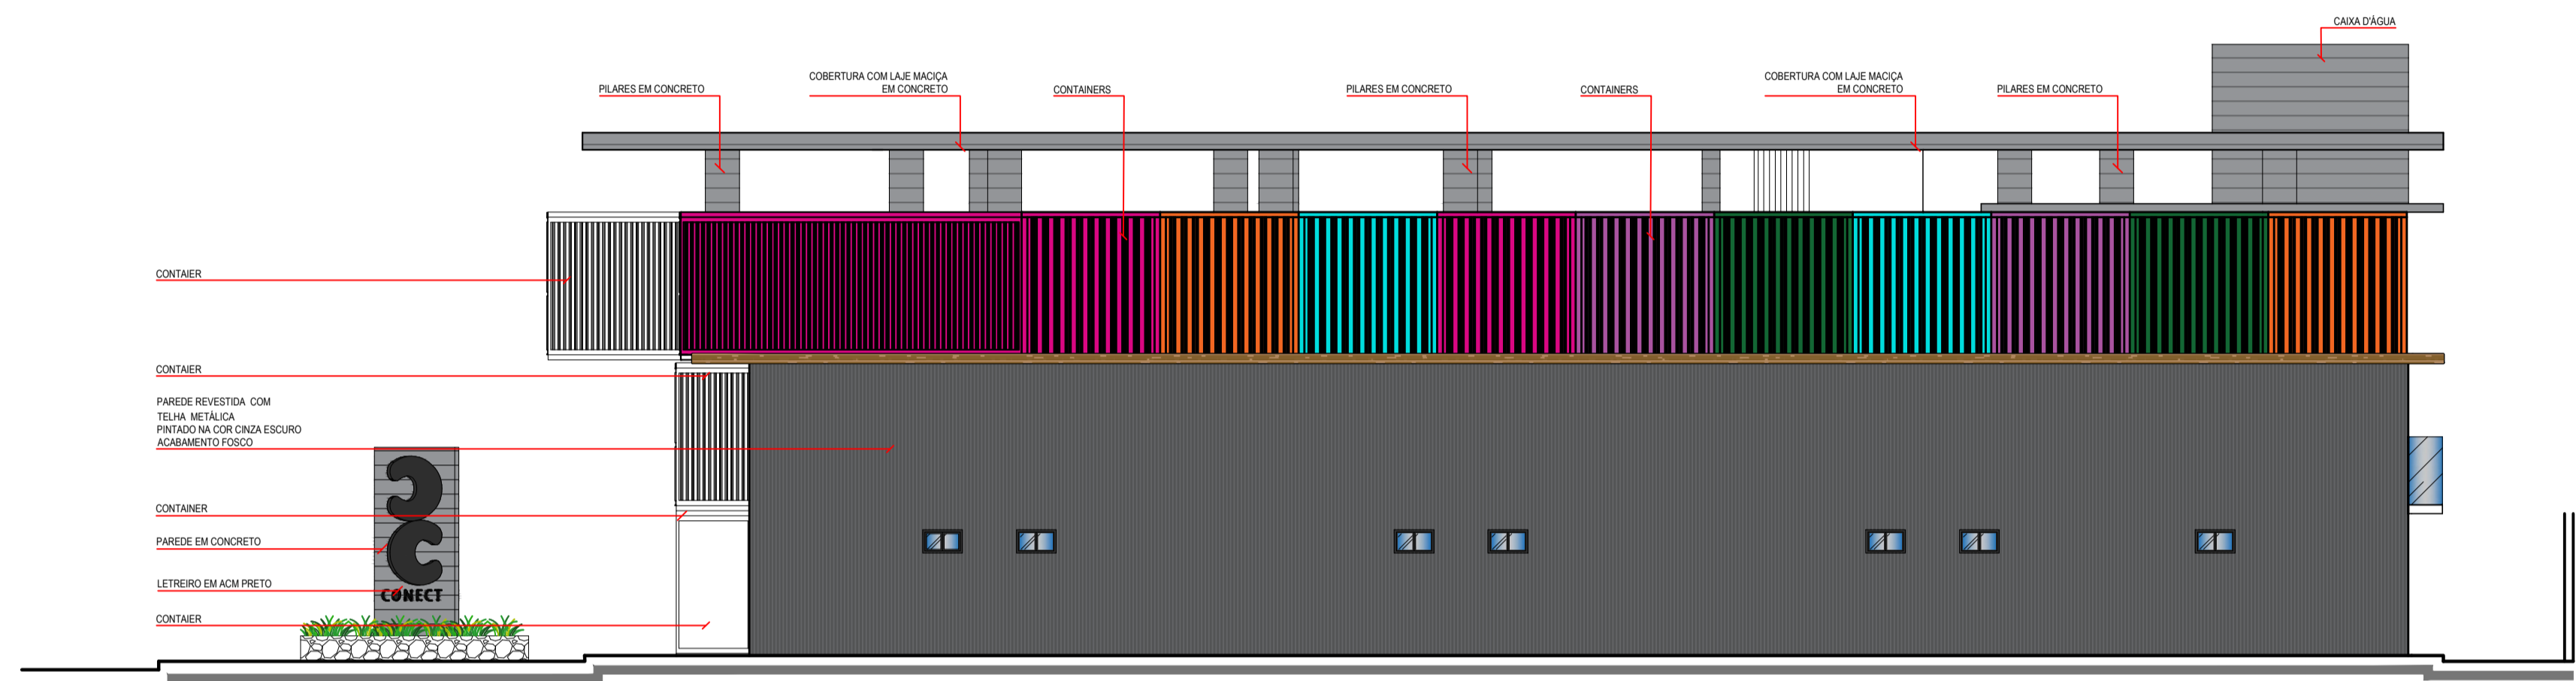 CAIXA D'ÁGUA
PILARES EM CONCRETO
COBERTURA COM LAJE MACIÇA
EM CONCRETO
CONTAINERS
PILARES EM CONCRETO
CONTAINERS
COBERTURA COM LAJE MACIÇA
EM CONCRETO
PILARES EM CONCRETO
CONTAIER
CONTAIER
PAREDE REVESTIDA COM
TELHA METÁLICA
PINTADO NA COR CINZA ESCURO
ACABAMENTO FOSCO
CONTAINER
PAREDE EM CONCRETO
LETREIRO EM ACM PRETO
CONTAIER
CONECT